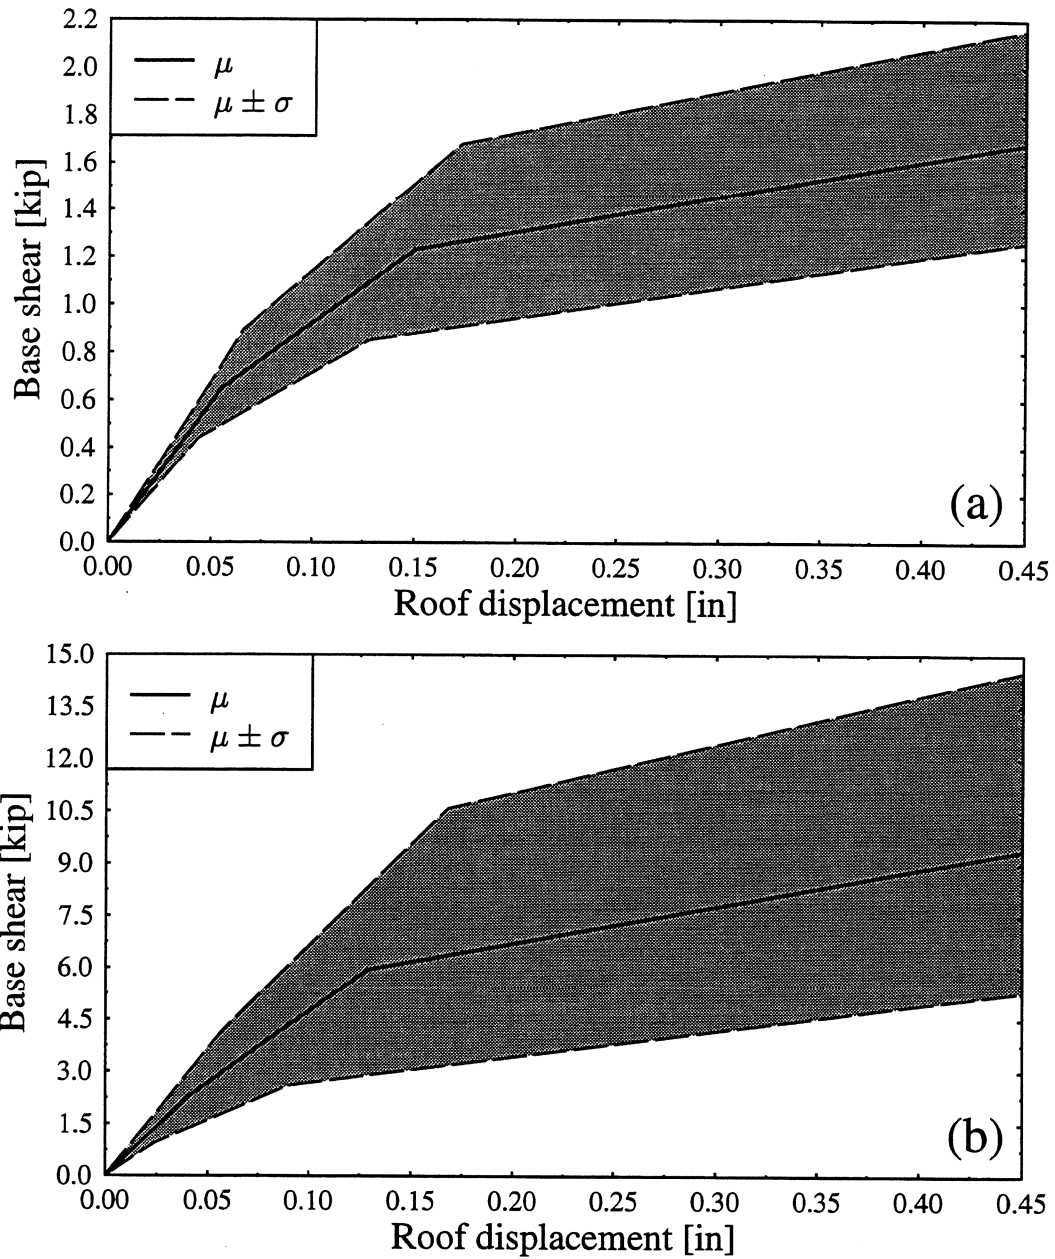 2.2
2.0
1.8
1.6
1.4
1.2
1.0
0.8
0.6
0.4
0.2
0.0
Base shear [kip]
μ
μ ± σ
(a)
0.00 0.05 0.10 0.15 0.20 0.25 0.30 0.35 0.40 0.45
Roof displacement [in]
15.0
13.5
12.0
10.5
9.0
7.5
6.0
4.5
3.0
1.5
0.0
Base shear [kip]
μ
μ ± σ
(b)
0.00 0.05 0.10 0.15 0.20 0.25 0.30 0.35 0.40 0.45
Roof displacement [in]